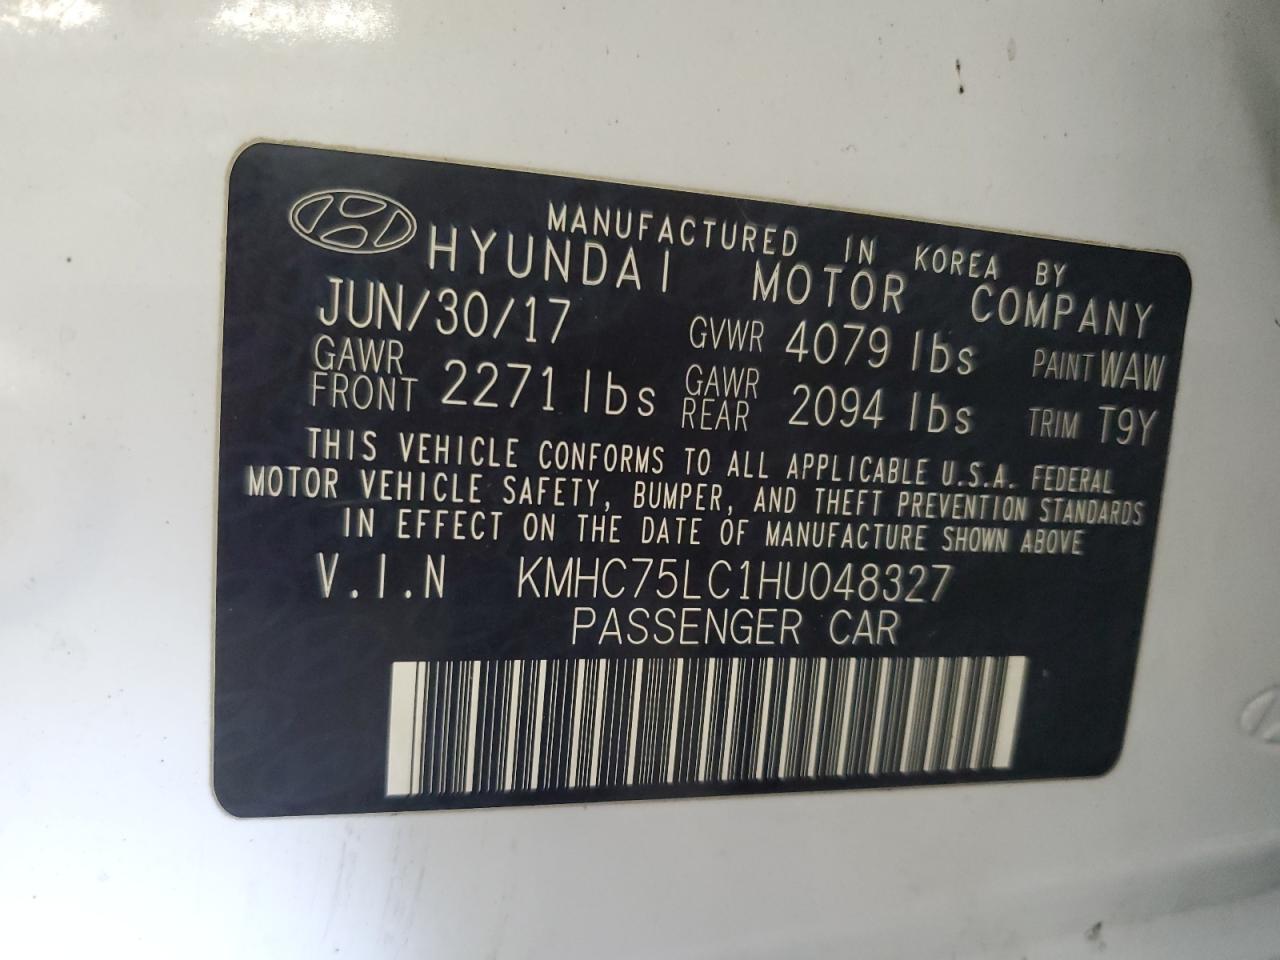 MANUFACTURED IN KOREA BY
HYUNDAI MOTOR COMPANY
JUN/30/17 GVWR 4079 lbs PAINT WAW
GAWR FRONT 2271 lbs GAWR REAR 2094 lbs TRIM T9Y
THIS VEHICLE CONFORMS TO ALL APPLICABLE U.S.A. FEDERAL
MOTOR VEHICLE SAFETY, BUMPER, AND THEFT PREVENTION STANDARDS
IN EFFECT ON THE DATE OF MANUFACTURE SHOWN ABOVE
V.I.N KMHC75LC1HU048327
PASSENGER CAR